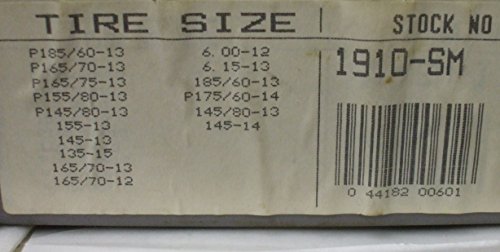 TIRE SIZE
P185/60-13
P165/70-13
P165/75-13
P155/80-13
P145/80-13
155-13
145-13
135-15
165/70-13
165/70-12
6.00-12
6.15-13
185/60-13
P175/60-14
145/80-13
145-14
STOCK NO
1910-SM
0 44182 00601